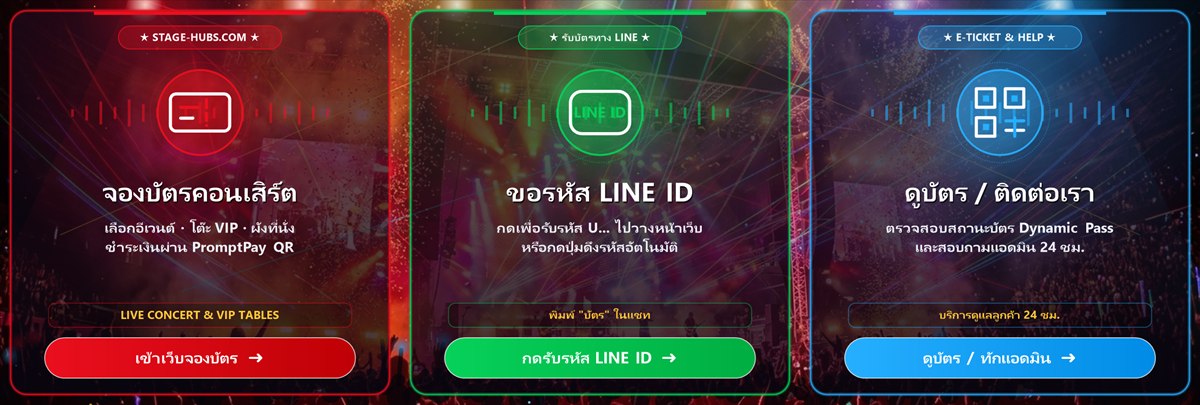 ★ STAGE-HUBS.COM ★
จองบัตรคอนเสิร์ต
เลือกอีเวนต์ · โต๊ะ VIP · ผังที่นั่ง
ชำระเงินผ่าน PromptPay QR
LIVE CONCERT & VIP TABLES
เข้าเว็บจองบัตร →
★ รับบัตรทาง LINE ★
LINE ID
ขอรหัส LINE ID
กดเพื่อรับรหัส U... ไปวางหน้าเว็บ
หรือกดปุ่มดึงรหัสอัตโนมัติ
พิมพ์ "บัตร" ในแชท
กดรับรหัส LINE ID →
★ E-TICKET & HELP ★
ดูบัตร / ติดต่อเรา
ตรวจสอบสถานะบัตร Dynamic Pass
และสอบถามแอดมิน 24 ชม.
บริการดูแลลูกค้า 24 ชม.
ดูบัตร / ทักแอดมิน →